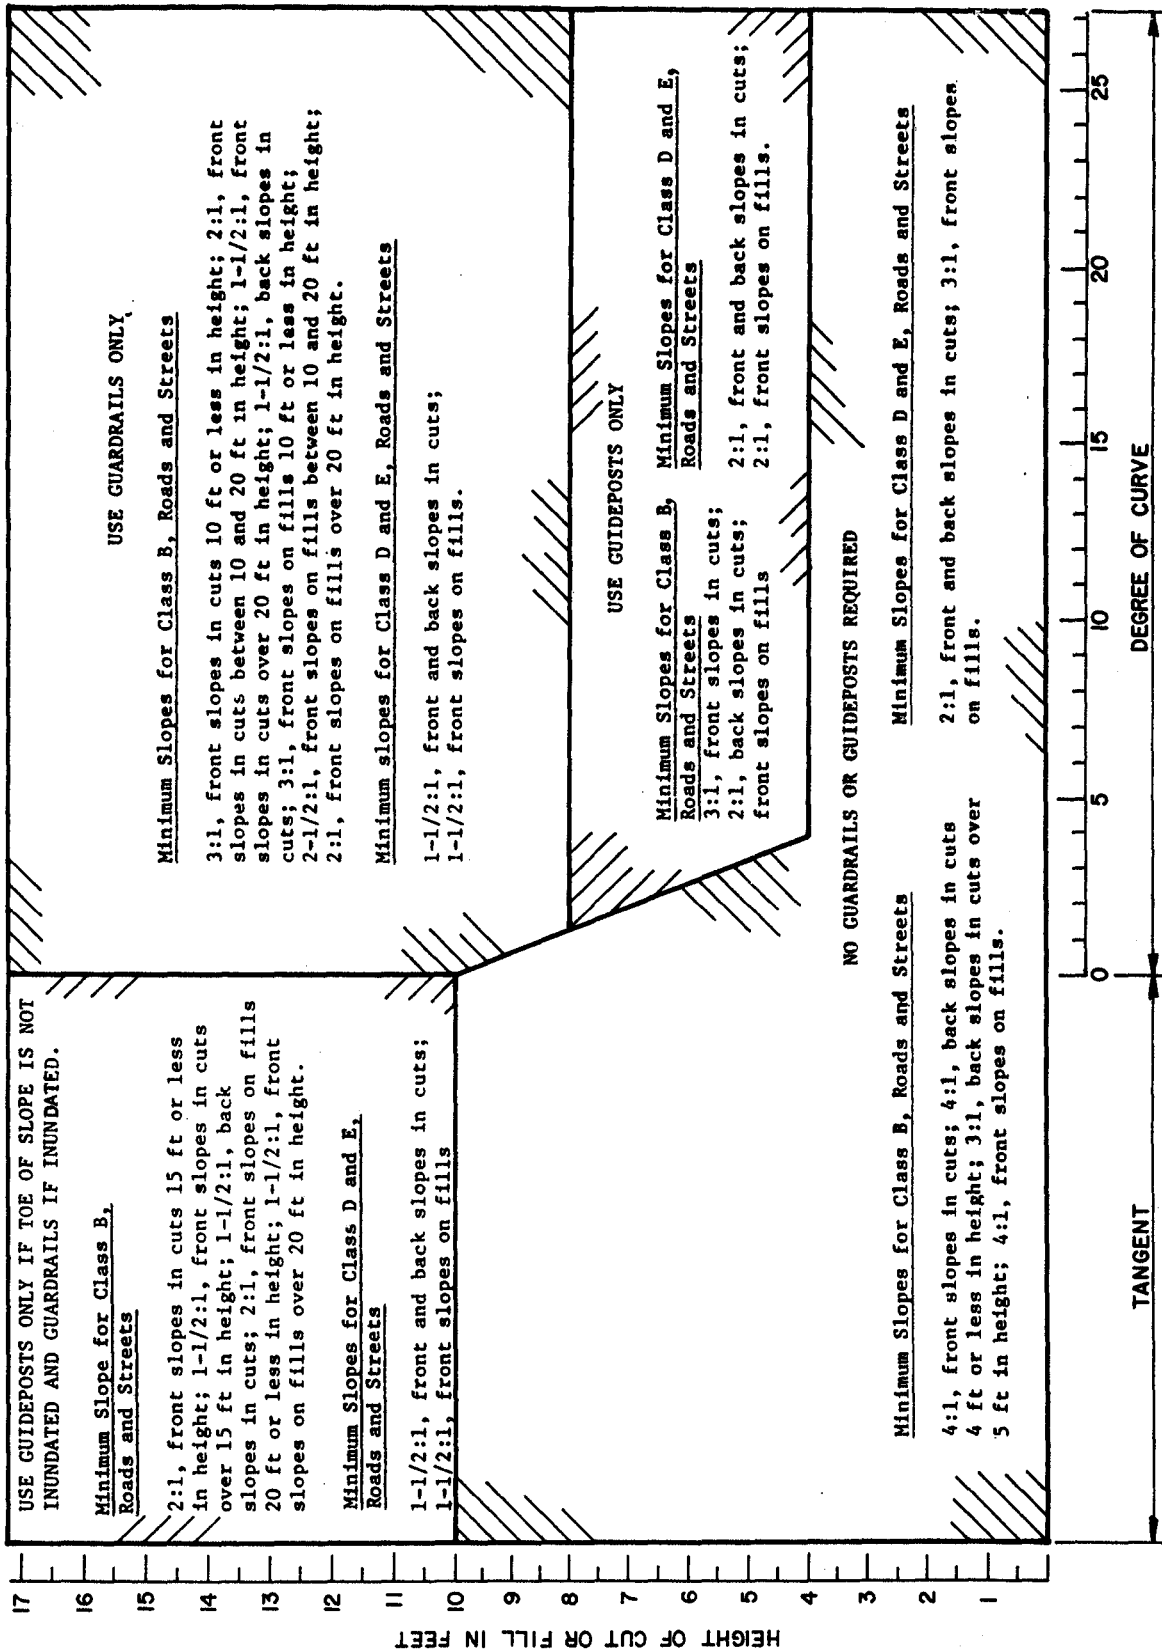 USE GUIDEPOSTS ONLY IF TOE OF SLOPE IS NOT
INUNDATED AND GUARDRAILS IF INUNDATED.
Minimum Slope for Class B,
Roads and Streets
2:1, front slopes in cuts 15 ft or less
in height; 1-1/2:1, front slopes in cuts
over 15 ft in height; 1-1/2:1, back
slopes in cuts; 2:1, front slopes on fills
20 ft or less in height; 1-1/2:1, front
slopes on fills over 20 ft in height.
Minimum Slopes for Class D and E,
Roads and Streets
1-1/2:1, front and back slopes in cuts;
1-1/2:1, front slopes on fills
USE GUARDRAILS ONLY
Minimum Slopes for Class B, Roads and Streets
3:1, front slopes in cuts 10 ft or less in height; 2:1, front
slopes in cuts between 10 and 20 ft in height; 1-1/2:1, front
slopes in cuts over 20 ft in height; 1-1/2:1, back slopes in
cuts; 3:1, front slopes on fills 10 ft or less in height;
2-1/2:1, front slopes on fills between 10 and 20 ft in height;
2:1, front slopes on fills over 20 ft in height.
Minimum slopes for Class D and E, Roads and Streets
1-1/2:1, front and back slopes in cuts;
1-1/2:1, front slopes on fills.
USE GUIDEPOSTS ONLY
Minimum Slopes for Class B,
Roads and Streets
3:1, front slopes in cuts;
2:1, back slopes in cuts;
front slopes on fills
Minimum Slopes for Class D and E,
Roads and Streets
2:1, front and back slopes in cuts;
2:1, front slopes on fills.
NO GUARDRAILS OR GUIDEPOSTS REQUIRED
Minimum Slopes for Class B, Roads and Streets
4:1, front slopes in cuts; 4:1, back slopes in cuts
4 ft or less in height; 3:1, back slopes in cuts over
5 ft in height; 4:1, front slopes on fills.
Minimum Slopes for Class D and E, Roads and Streets
2:1, front and back slopes in cuts; 3:1, front slopes
on fills.
HEIGHT OF CUT OR FILL IN FEET
17
16
15
14
13
12
11
10
9
8
7
6
5
4
3
2
1
0
5
10
15
20
25
TANGENT
DEGREE OF CURVE